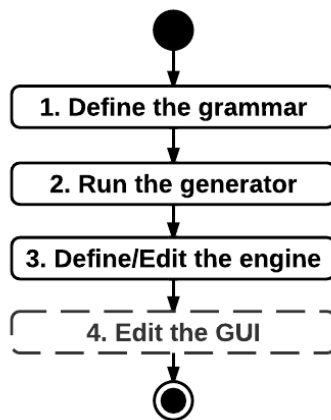 1. Define the grammar
2. Run the generator
3. Define/Edit the engine
4. Edit the GUI